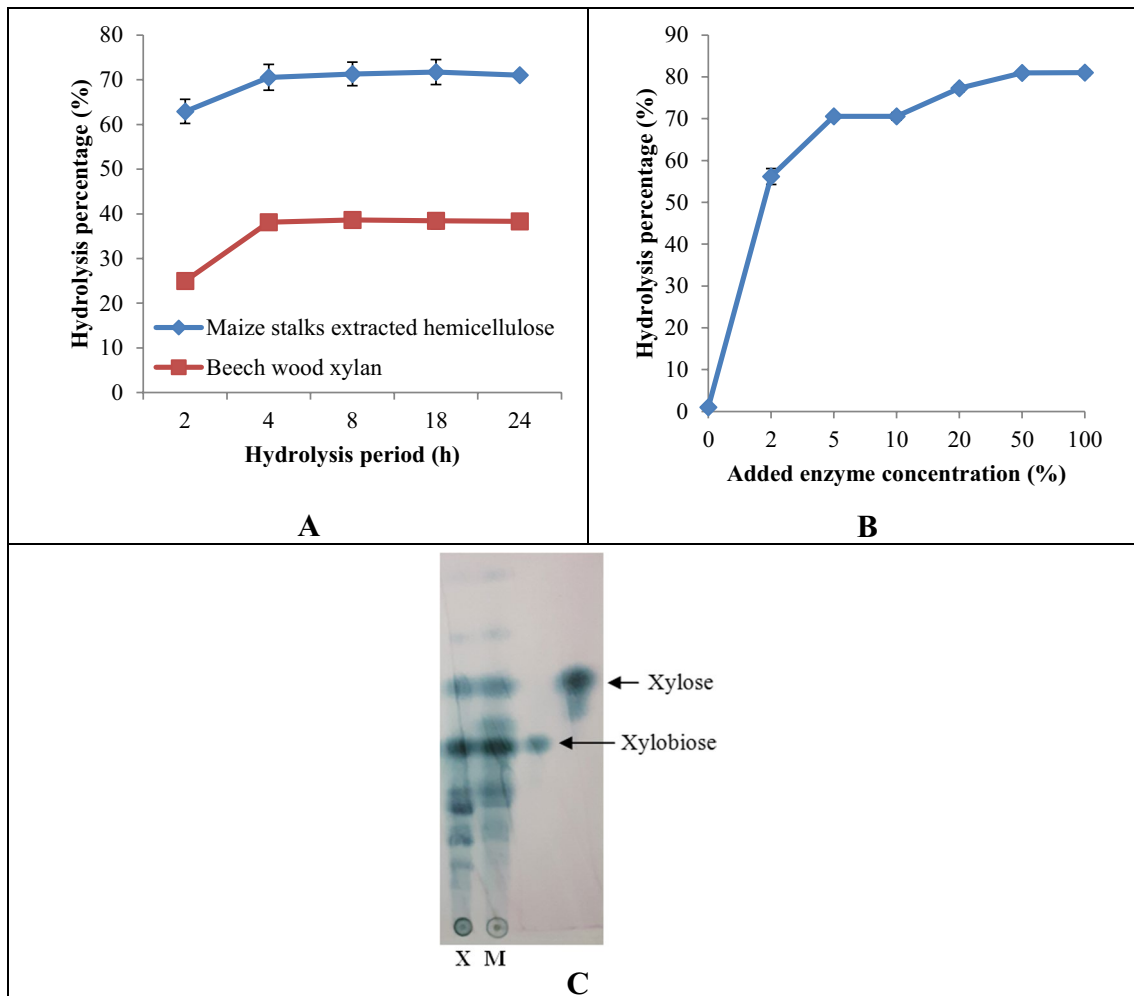 80
70
60
50
40
30
20
10
0
Hydrolysis percentage (%)
Maize stalks extracted hemicellulose
Beech wood xylan
2 4 8 18 24
Hydrolysis period (h)
A
90
80
70
60
50
40
30
20
10
0
Hydrolysis percentage (%)
0 2 5 10 20 50 100
Added enzyme concentration (%)
B
Xylose
Xylobiose
X M
C